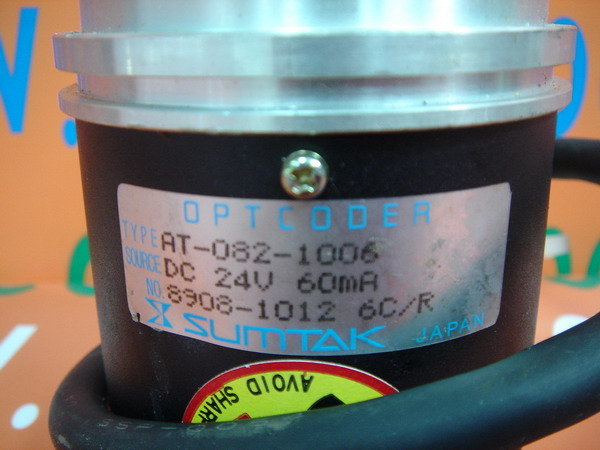 OPTCODER
TYPE AT-082-1006
SOURCE DC 24V 60mA
NO. 8908-1012 6C/R
SUMTAK JAPAN
AVOID SHAR